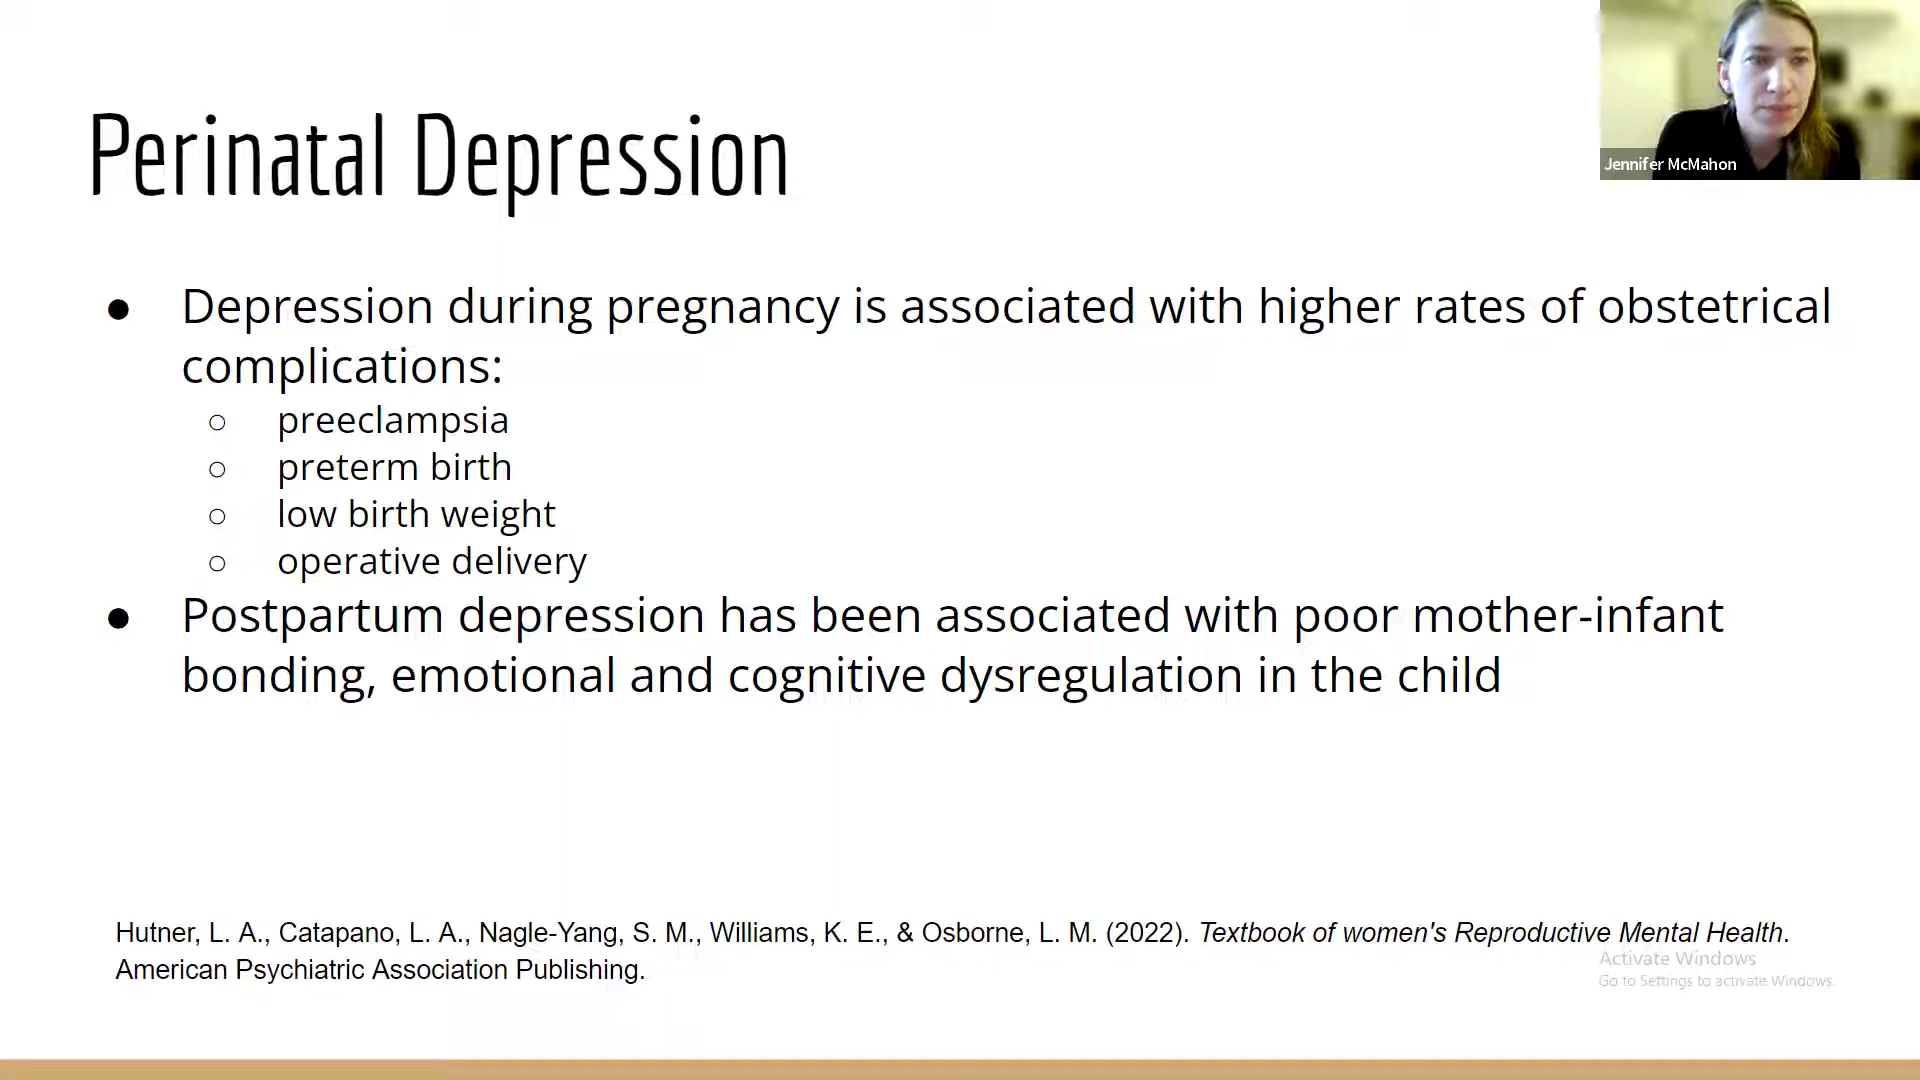 Perinatal Depression
Jennifer McMahon
● Depression during pregnancy is associated with higher rates of obstetrical
complications:
○ preeclampsia
○ preterm birth
○ low birth weight
○ operative delivery
● Postpartum depression has been associated with poor mother-infant
bonding, emotional and cognitive dysregulation in the child
Hutner, L. A., Catapano, L. A., Nagle-Yang, S. M., Williams, K. E., & Osborne, L. M. (2022). Textbook of women's Reproductive Mental Health.
American Psychiatric Association Publishing.
Activate Windows
Go to Settings to activate Windows.